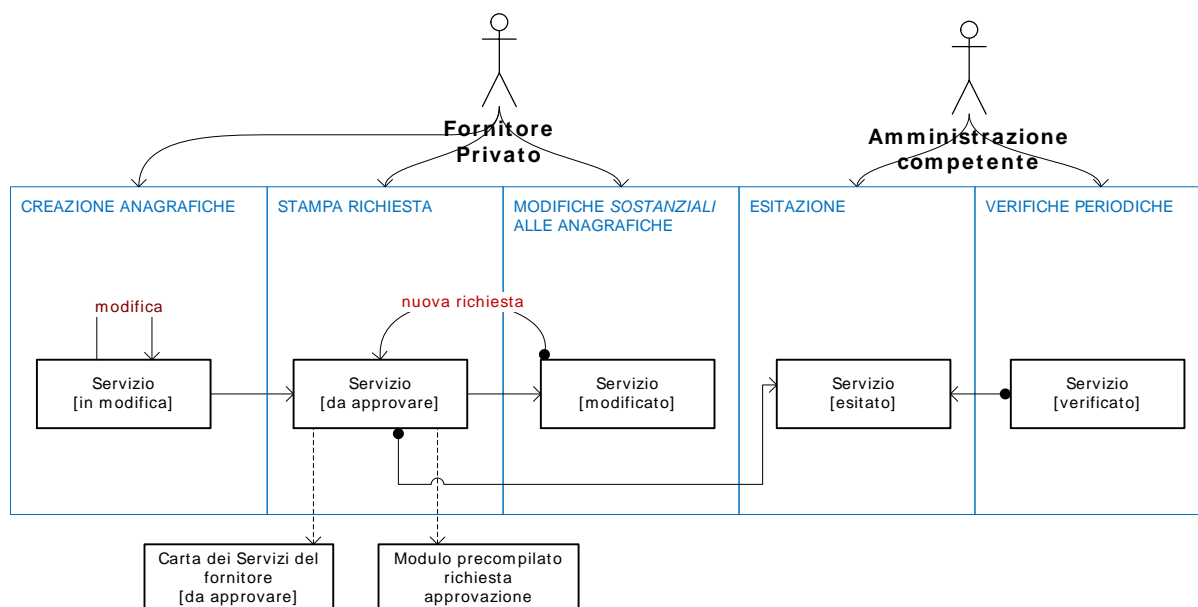 Fornitore
Privato
Amministrazione
competente
CREAZIONE ANAGRAFICHE
STAMPA RICHIESTA
MODIFICHE SOSTANZIALI
ALLE ANAGRAFICHE
ESITAZIONE
VERIFICHE PERIODICHE
modifica
nuova richiesta
Servizio
[in modifica]
Servizio
[da approvare]
Servizio
[modificato]
Servizio
[esitato]
Servizio
[verificato]
Carta dei Servizi del
fornitore
[da approvare]
Modulo precompilato
richiesta
approvazione